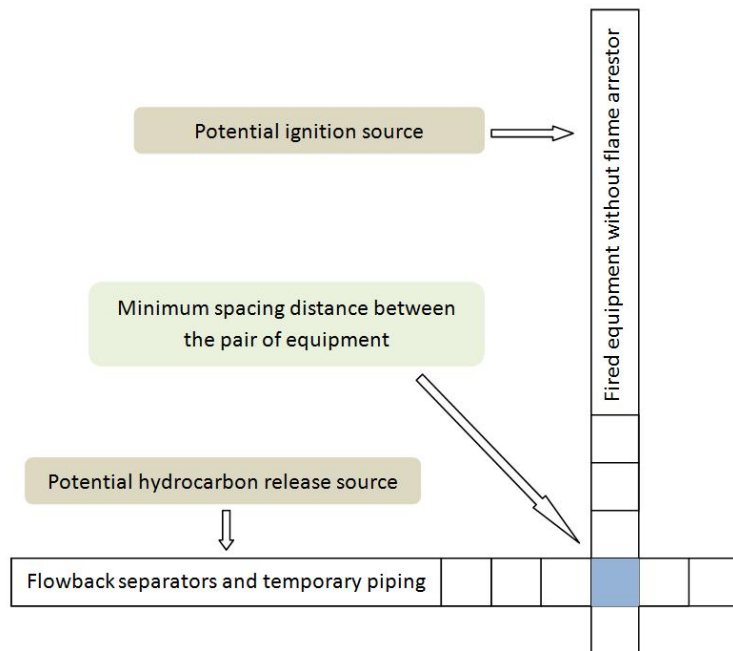 Fired equipment without flame arrestor
Potential ignition source
Minimum spacing distance between
the pair of equipment
Potential hydrocarbon release source
Flowback separators and temporary piping